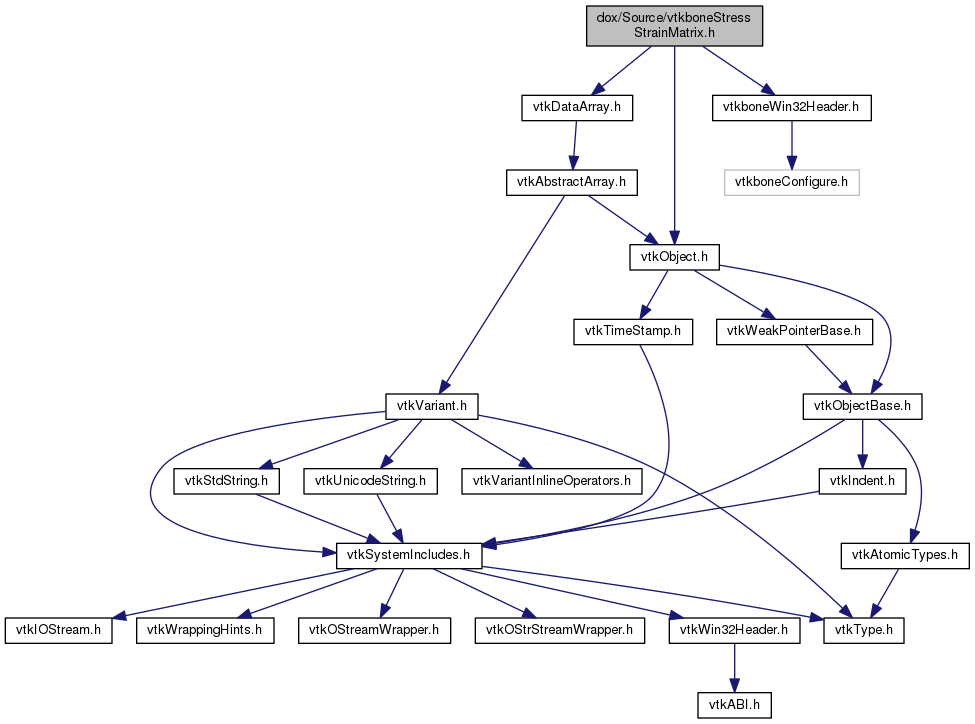 dox/Source/vtkboneStress
StrainMatrix.h
vtkDataArray.h
vtkboneWin32Header.h
vtkAbstractArray.h
vtkboneConfigure.h
vtkObject.h
vtkTimeStamp.h
vtkWeakPointerBase.h
vtkVariant.h
vtkObjectBase.h
vtkStdString.h
vtkUnicodeString.h
vtkVariantInlineOperators.h
vtkIndent.h
vtkSystemIncludes.h
vtkAtomicTypes.h
vtkIOStream.h
vtkWrappingHints.h
vtkOStreamWrapper.h
vtkOStrStreamWrapper.h
vtkWin32Header.h
vtkType.h
vtkABI.h